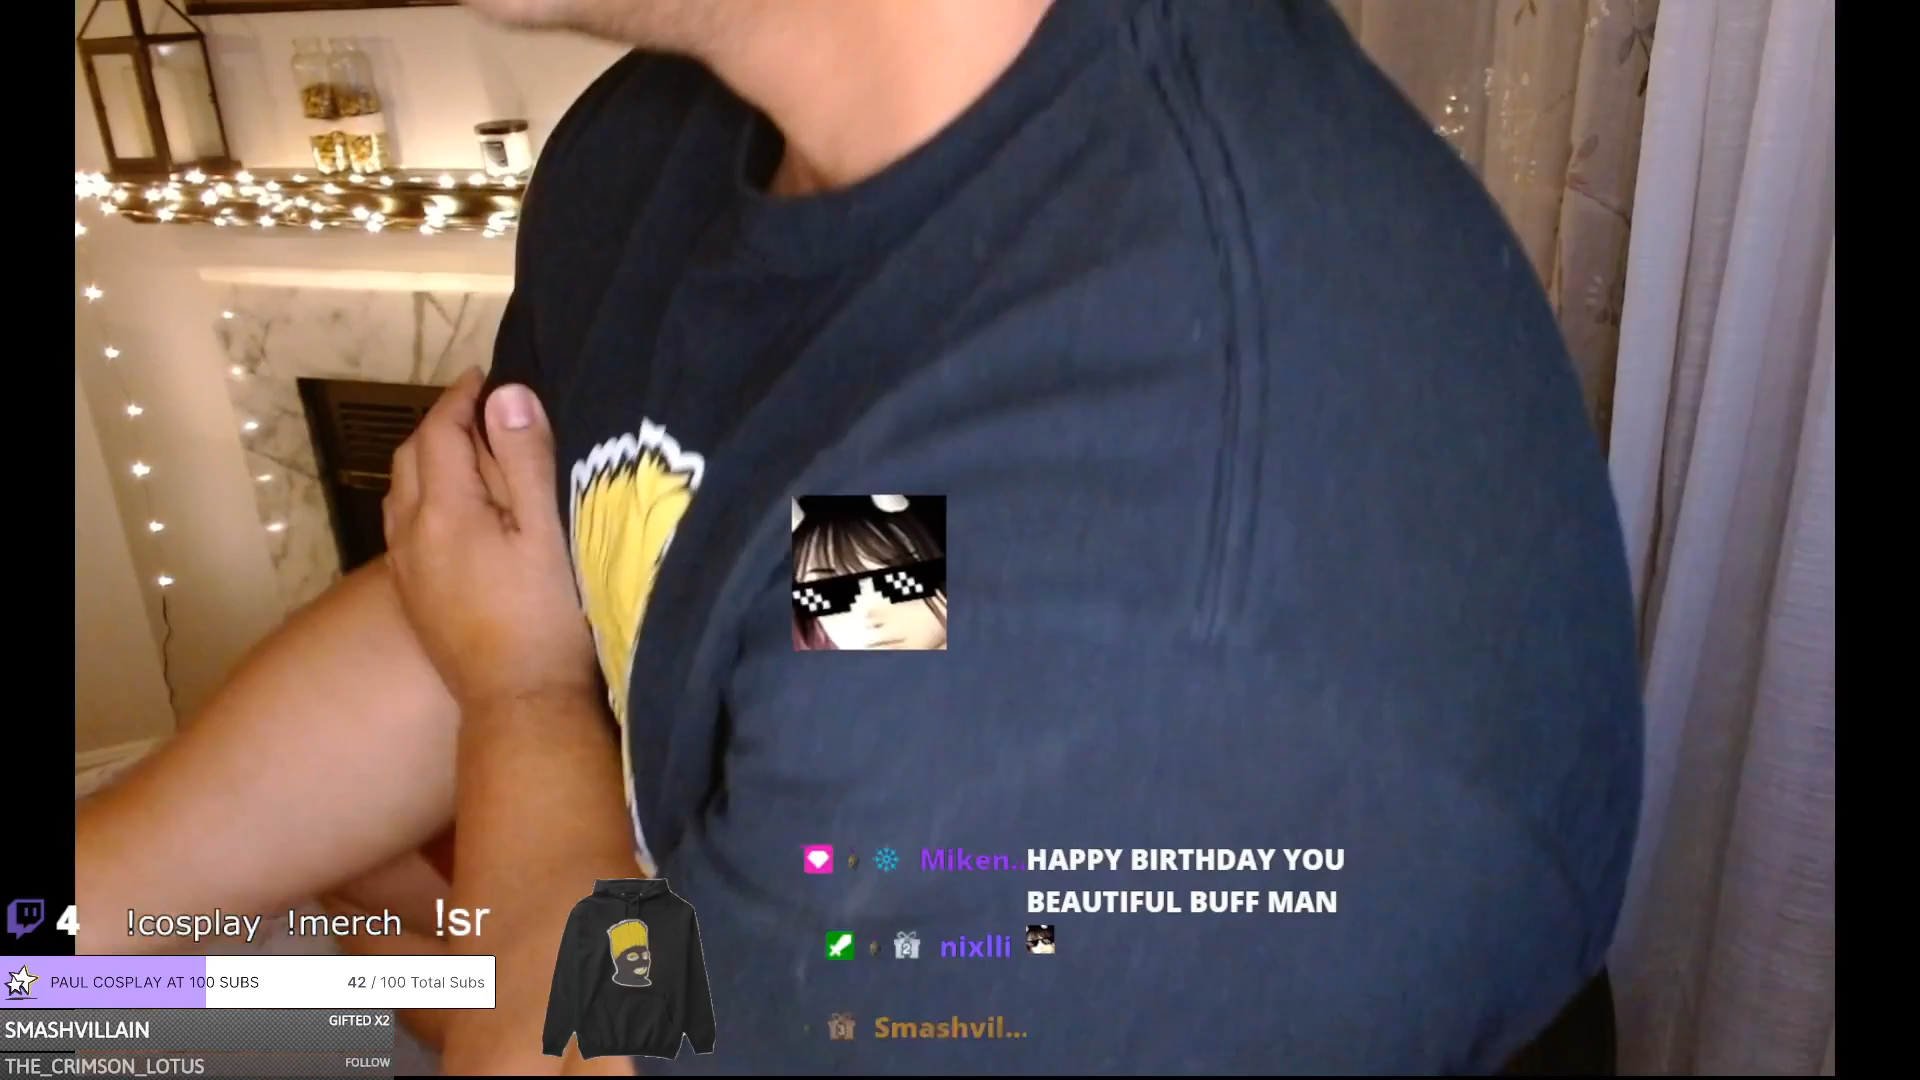 Miken.. HAPPY BIRTHDAY YOU
BEAUTIFUL BUFF MAN
nixlli
Smashvil...
4 !cosplay !merch !sr
PAUL COSPLAY AT 100 SUBS 42 / 100 Total Subs
SMASHVILLAIN GIFTED X2
THE_CRIMSON_LOTUS FOLLOW